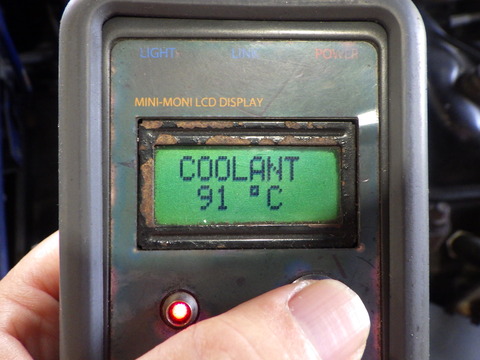 LIGHT LINK POWER
MINI-MONI LCD DISPLAY
COOLANT
91 °C